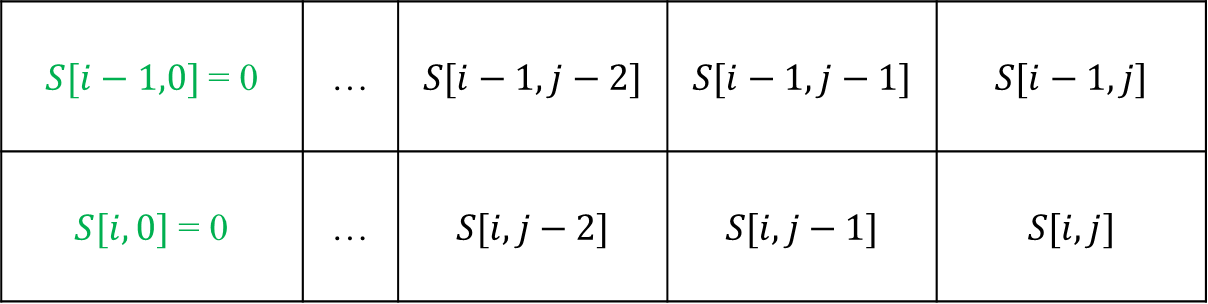 S[i − 1,0] = 0 … S[i − 1, j − 2] S[i − 1, j − 1] S[i − 1, j]
S[i, 0] = 0 … S[i, j − 2] S[i, j − 1] S[i, j]